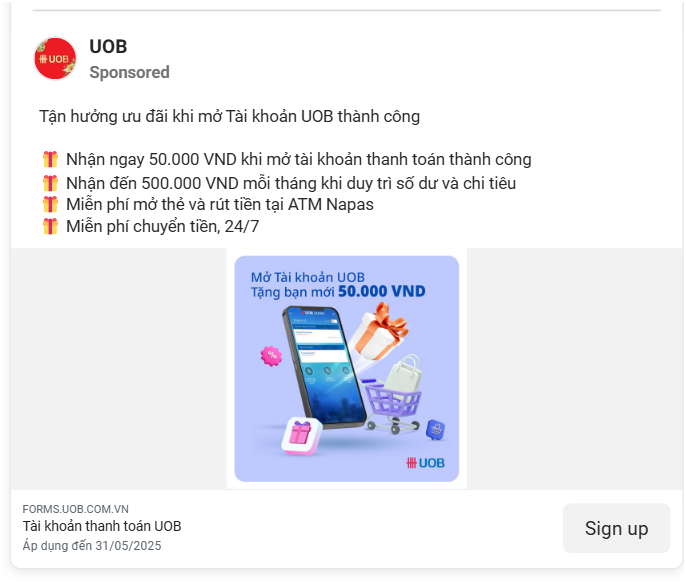 UOB
UOB
Sponsored
Tận hưởng ưu đãi khi mở Tài khoản UOB thành công
Nhận ngay 50.000 VND khi mở tài khoản thanh toán thành công
Nhận đến 500.000 VND mỗi tháng khi duy trì số dư và chi tiêu
Miễn phí mở thẻ và rút tiền tại ATM Napas
Miễn phí chuyển tiền, 24/7
Mở Tài khoản UOB
Tặng bạn mới 50.000 VND
%
UOB
FORMS.UOB.COM.VN
Tài khoản thanh toán UOB
Áp dụng đến 31/05/2025
Sign up